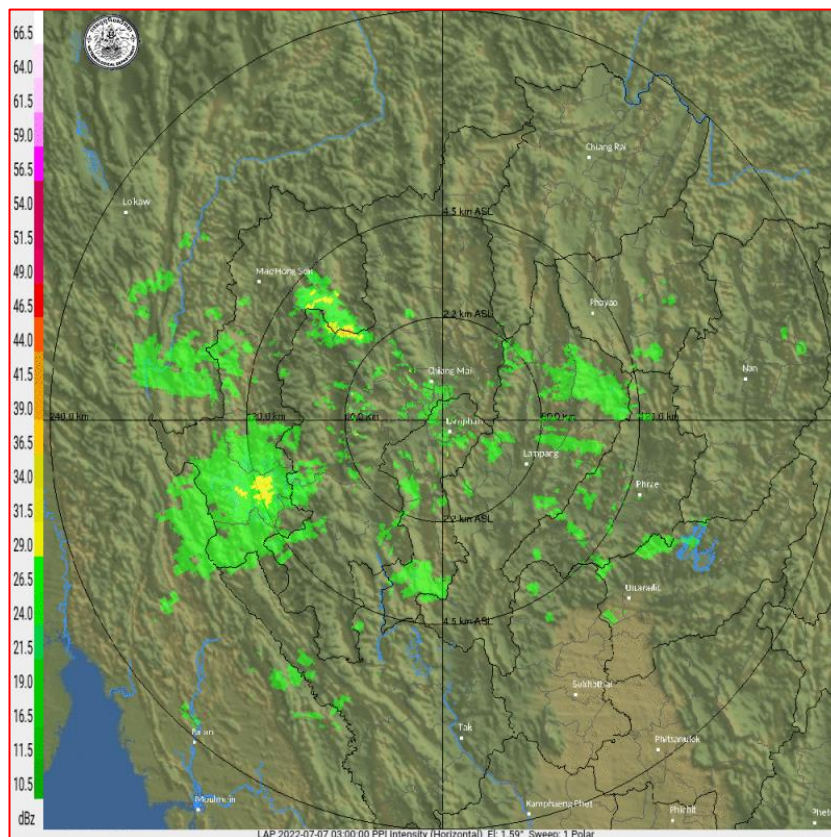 66.5
64.0
61.5
59.0
56.5
54.0
51.5
49.0
46.5
44.0
41.5
39.0
36.5
34.0
31.5
29.0
26.5
24.0
21.5
19.0
16.5
11.5
10.5
dBz
Chiang Rai
Loikaw
4.5 km ASL
Mae Hong Son
Phayao
2.2 km ASL
Chiang Mai
Nan
240.0 km
Lamphun
Lampang
Phrae
2.2 km ASL
Uttaradit
4.5 km ASL
Sukhothai
Tak
Phitsanulok
Moulmein
Kamphaeng Phet
Phichit
LAP 2022-07-07 03:00:00 PPI Intensity (Horizontal) El: 1.59° Sweep: 1 Polar